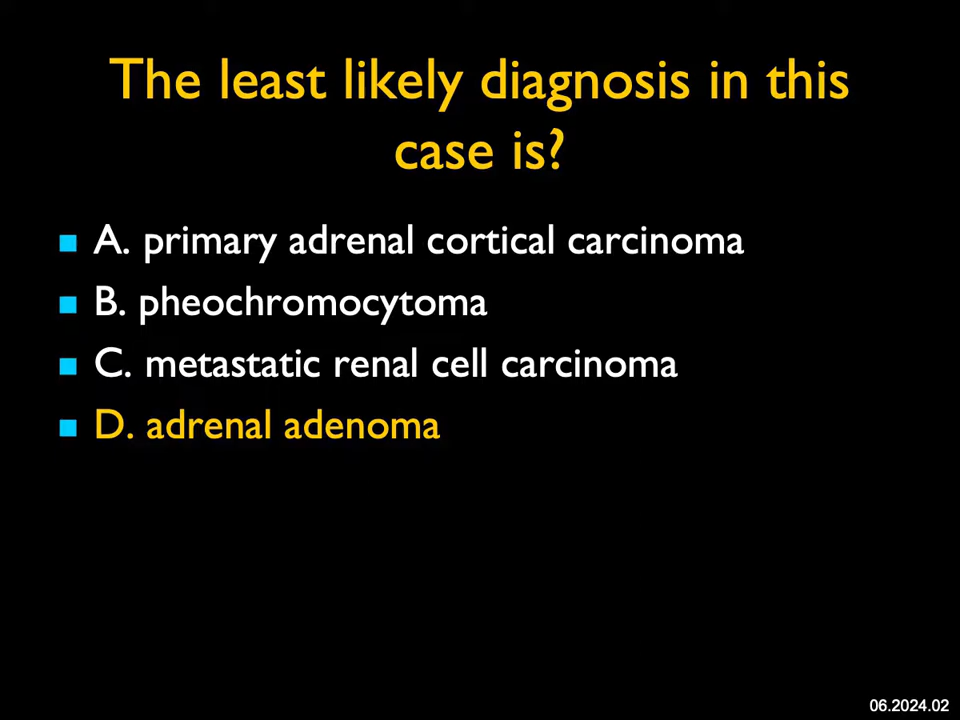 The least likely diagnosis in this
case is?
A. primary adrenal cortical carcinoma
B. pheochromocytoma
C. metastatic renal cell carcinoma
D. adrenal adenoma
06.2024.02